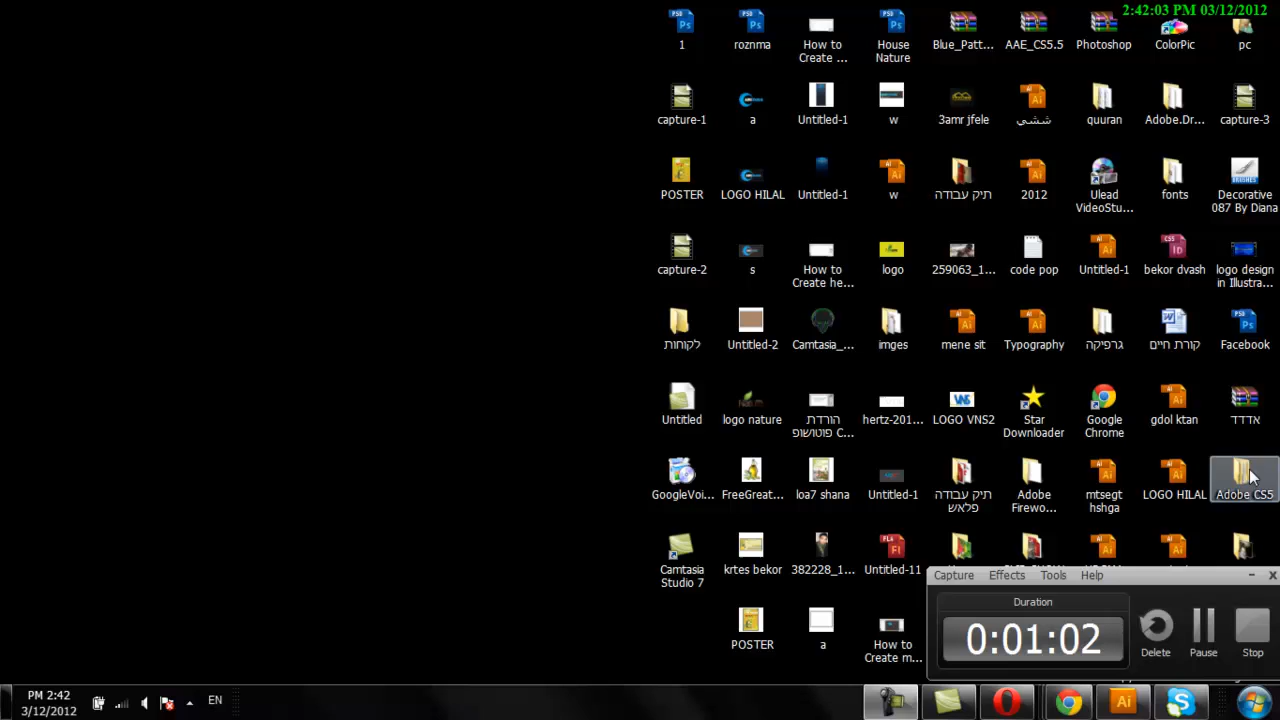 2:42:03 PM 03/12/2012
1
roznma
How to
Create ...
House
Nature
Blue_Patt...
AAE_CS5.5
Photoshop
ColorPic
pc
capture-1
a
Untitled-1
w
3amr jfele
ششي
quuran
Adobe.Dr...
capture-3
POSTER
LOGO HILAL
Untitled-1
w
תיק עבודה
2012
Ulead
VideoStu...
fonts
Decorative
087 By Diana
capture-2
s
How to
Create he...
logo
259063_1...
code pop
Untitled-1
bekor dvash
logo design
in Illustra...
לקוחות
Untitled-2
Camtasia_...
imges
mene sit
Typography
גרפיקה
קורת חיים
Facebook
Untitled
logo nature
הורדת
פוטושופ C...
hertz-201...
LOGO VNS2
Star
Downloader
Google
Chrome
gdol ktan
אדדד
GoogleVoi...
FreeGreat...
loa7 shana
Untitled-1
תיק עבודה
פלאש
Adobe
Firewo...
mtsegt
hshga
LOGO HILAL
Adobe CS5
Camtasia
Studio 7
krtes bekor
382228_1...
Untitled-11
POSTER
a
How to
Create m...
Capture Effects Tools Help
Duration
0:01:02
Delete
Pause
Stop
PM 2:42
3/12/2012
EN